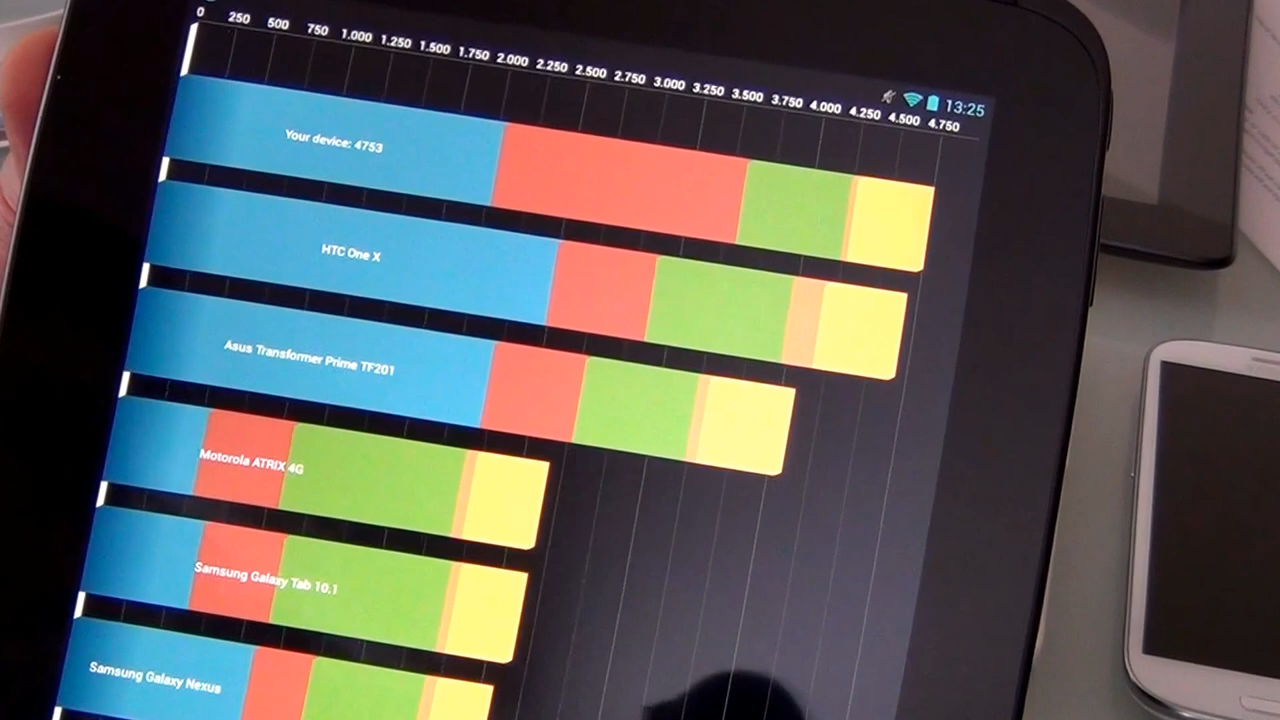 0 250 500 750 1.000 1.250 1.500 1.750 2.000 2.250 2.500 2.750 3.000 3.250 3.500 3.750 4.000 4.250 4.500 4.750
13:25
Your device: 4753
HTC One X
Asus Transformer Prime TF201
Motorola ATRIX 4G
Samsung Galaxy Tab 10.1
Samsung Galaxy Nexus